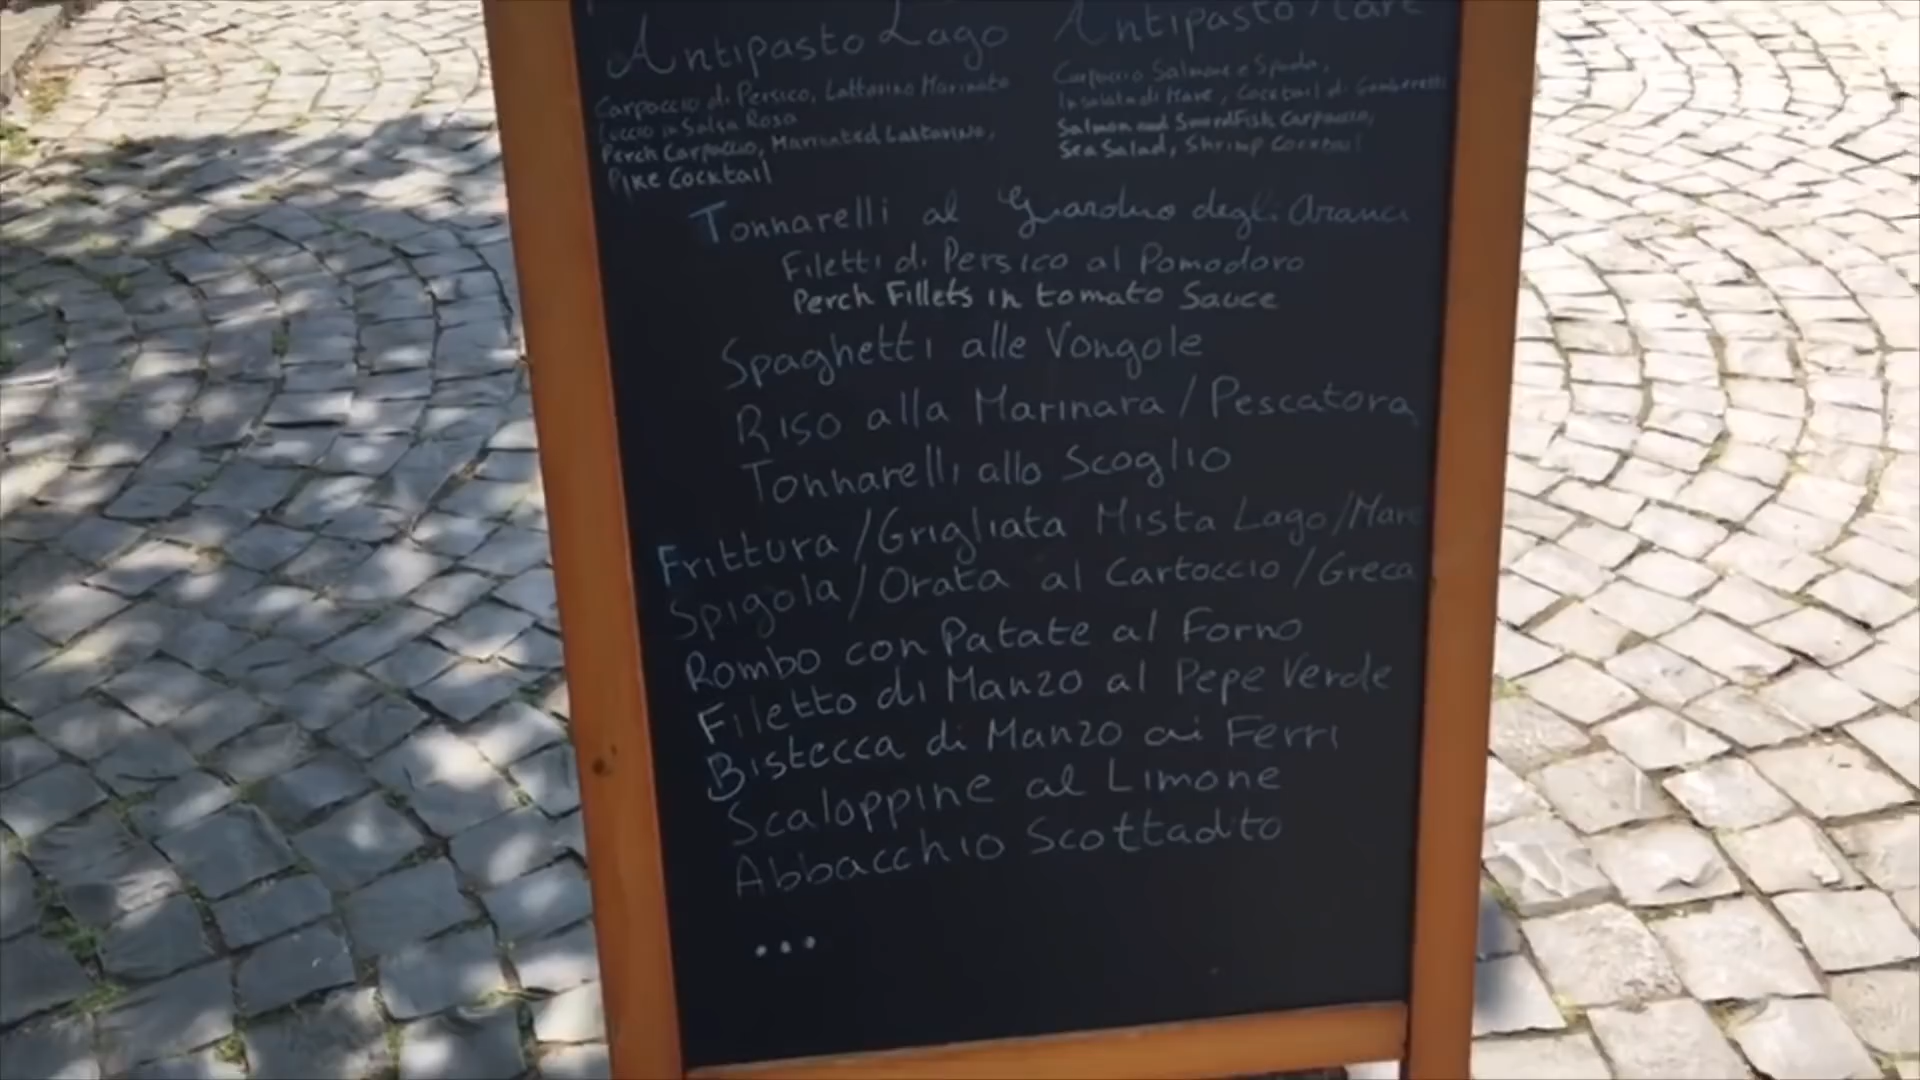 Antipasto Lago
Carpaccio di Persico, Lattarino Marinato
Luccio in Salsa Rosa
Perch Carpaccio, Marinated Lattarino,
Pike Cocktail
Antipasto Mare
Carpaccio Salmone e Spada,
Insalata di Mare, Cocktail di Gamberetti
Salmon and Swordfish Carpaccio,
Sea Salad, Shrimp Cocktail
Tonnarelli al Giardino degli Aranci
Filetti di Persico al Pomodoro
Perch Fillets in tomato Sauce
Spaghetti alle Vongole
Riso alla Marinara / Pescatora
Tonnarelli allo Scoglio
Frittura / Grigliata Mista Lago / Mare
Spigola / Orata al Cartoccio / Greca
Rombo con Patate al Forno
Filetto di Manzo al Pepe Verde
Bistecca di Manzo ai Ferri
Scaloppine al Limone
Abbacchio Scottadito
...